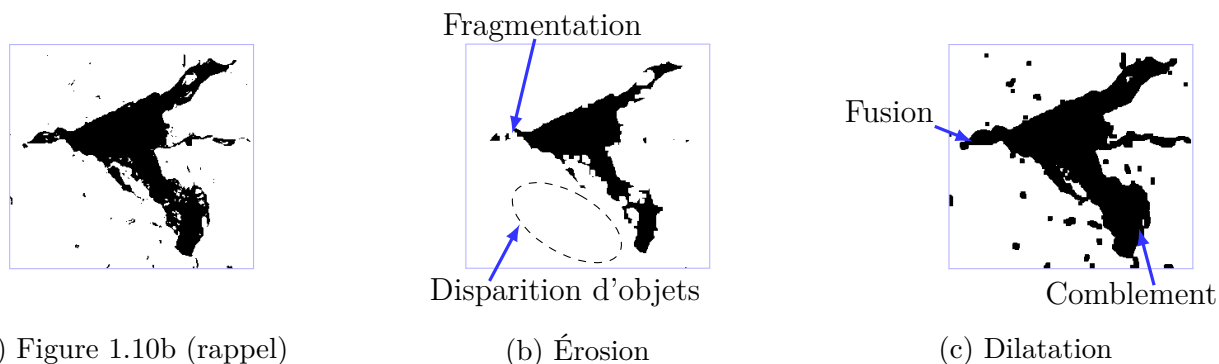 Fragmentation
Fusion
Disparition d'objets
Comblement
) Figure 1.10b (rappel)
(b) Érosion
(c) Dilatation